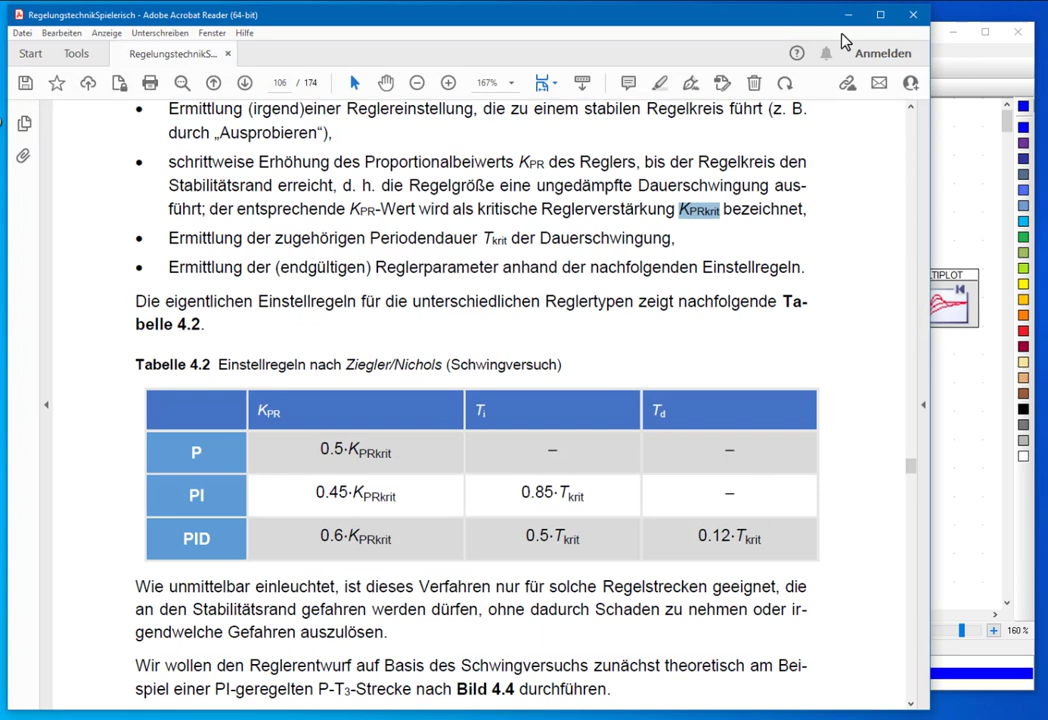 RegelungstechnikSpielerisch - Adobe Acrobat Reader (64-bit)
Datei Bearbeiten Anzeige Unterschreiben Fenster Hilfe
Start Tools RegelungstechnikS... × Anmelden
106 / 174 167%
• Ermittlung (irgend)einer Reglereinstellung, die zu einem stabilen Regelkreis führt (z. B.
durch „Ausprobieren“),
• schrittweise Erhöhung des Proportionalbeiwerts KPR des Reglers, bis der Regelkreis den
Stabilitätsrand erreicht, d. h. die Regelgröße eine ungedämpfte Dauerschwingung aus-
führt; der entsprechende KPR-Wert wird als kritische Reglerverstärkung KPRkrit bezeichnet,
• Ermittlung der zugehörigen Periodendauer Tkrit der Dauerschwingung,
• Ermittlung der (endgültigen) Reglerparameter anhand der nachfolgenden Einstellregeln.
Die eigentlichen Einstellregeln für die unterschiedlichen Reglertypen zeigt nachfolgende Ta-
belle 4.2.
Tabelle 4.2 Einstellregeln nach Ziegler/Nichols (Schwingversuch)
KPR Ti Td
P 0.5·KPRkrit – –
PI 0.45·KPRkrit 0.85·Tkrit –
PID 0.6·KPRkrit 0.5·Tkrit 0.12·Tkrit
Wie unmittelbar einleuchtet, ist dieses Verfahren nur für solche Regelstrecken geeignet, die
an den Stabilitätsrand gefahren werden dürfen, ohne dadurch Schaden zu nehmen oder ir-
gendwelche Gefahren auszulösen.
Wir wollen den Reglerentwurf auf Basis des Schwingversuchs zunächst theoretisch am Bei-
spiel einer PI-geregelten P-T3-Strecke nach Bild 4.4 durchführen.
TIPLOT
160 %